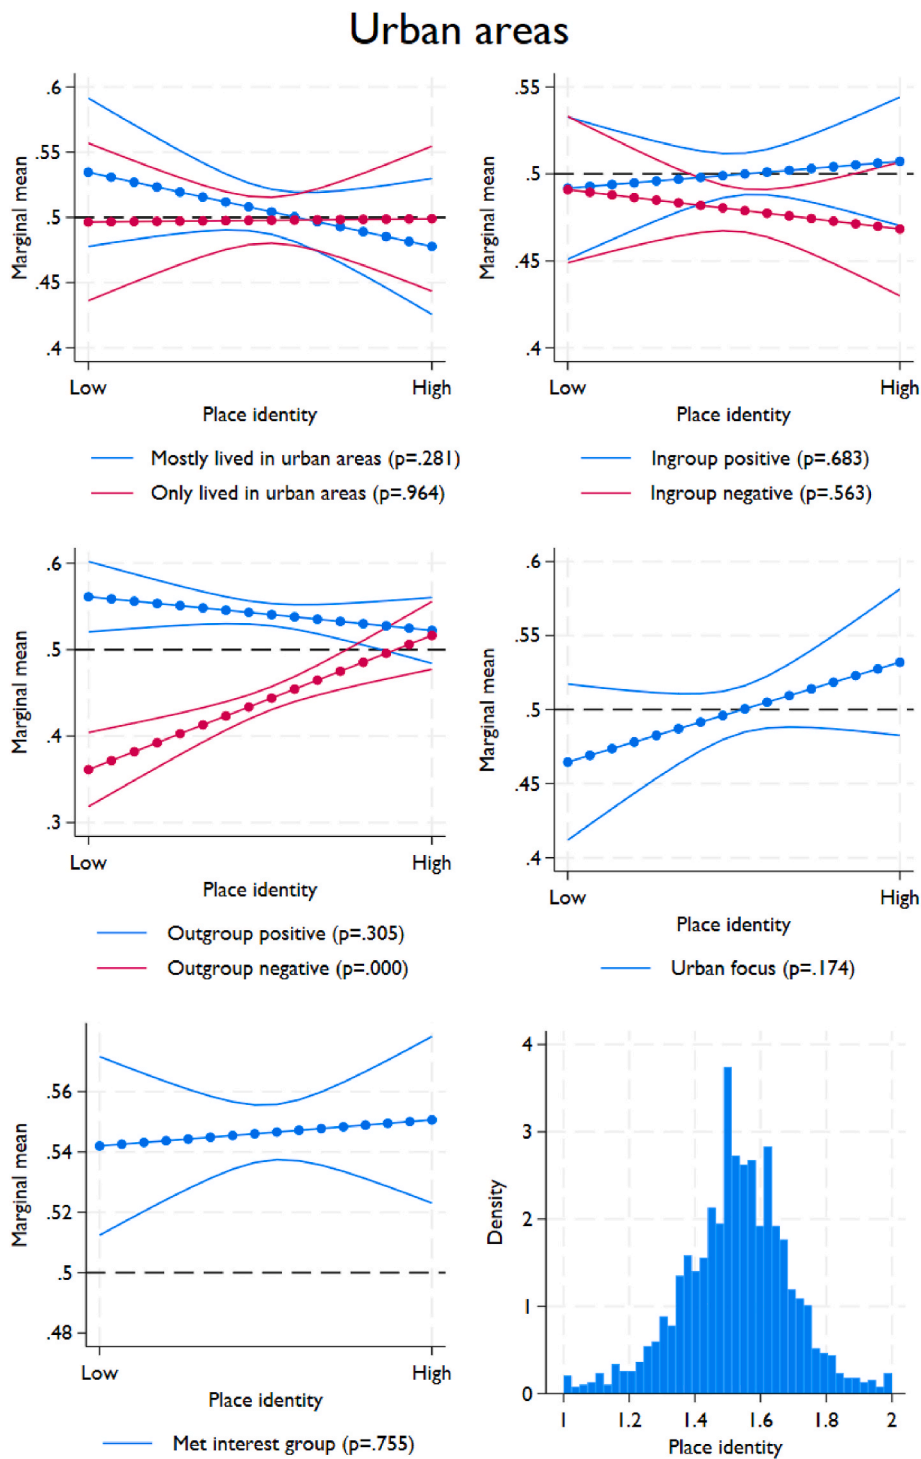 Urban areas
.6
.55
.5
.45
.4
Marginal mean
Low
High
Place identity
Mostly lived in urban areas (p=.281)
Only lived in urban areas (p=.964)
.55
.5
.45
.4
Marginal mean
Low
High
Place identity
Ingroup positive (p=.683)
Ingroup negative (p=.563)
.6
.5
.4
.3
Marginal mean
Low
High
Place identity
Outgroup positive (p=.305)
Outgroup negative (p=.000)
.6
.55
.5
.45
.4
Marginal mean
Low
High
Place identity
Urban focus (p=.174)
.56
.54
.52
.5
.48
Marginal mean
Low
High
Place identity
Met interest group (p=.755)
4
3
2
1
0
Density
1
1.2
1.4
1.6
1.8
2
Place identity